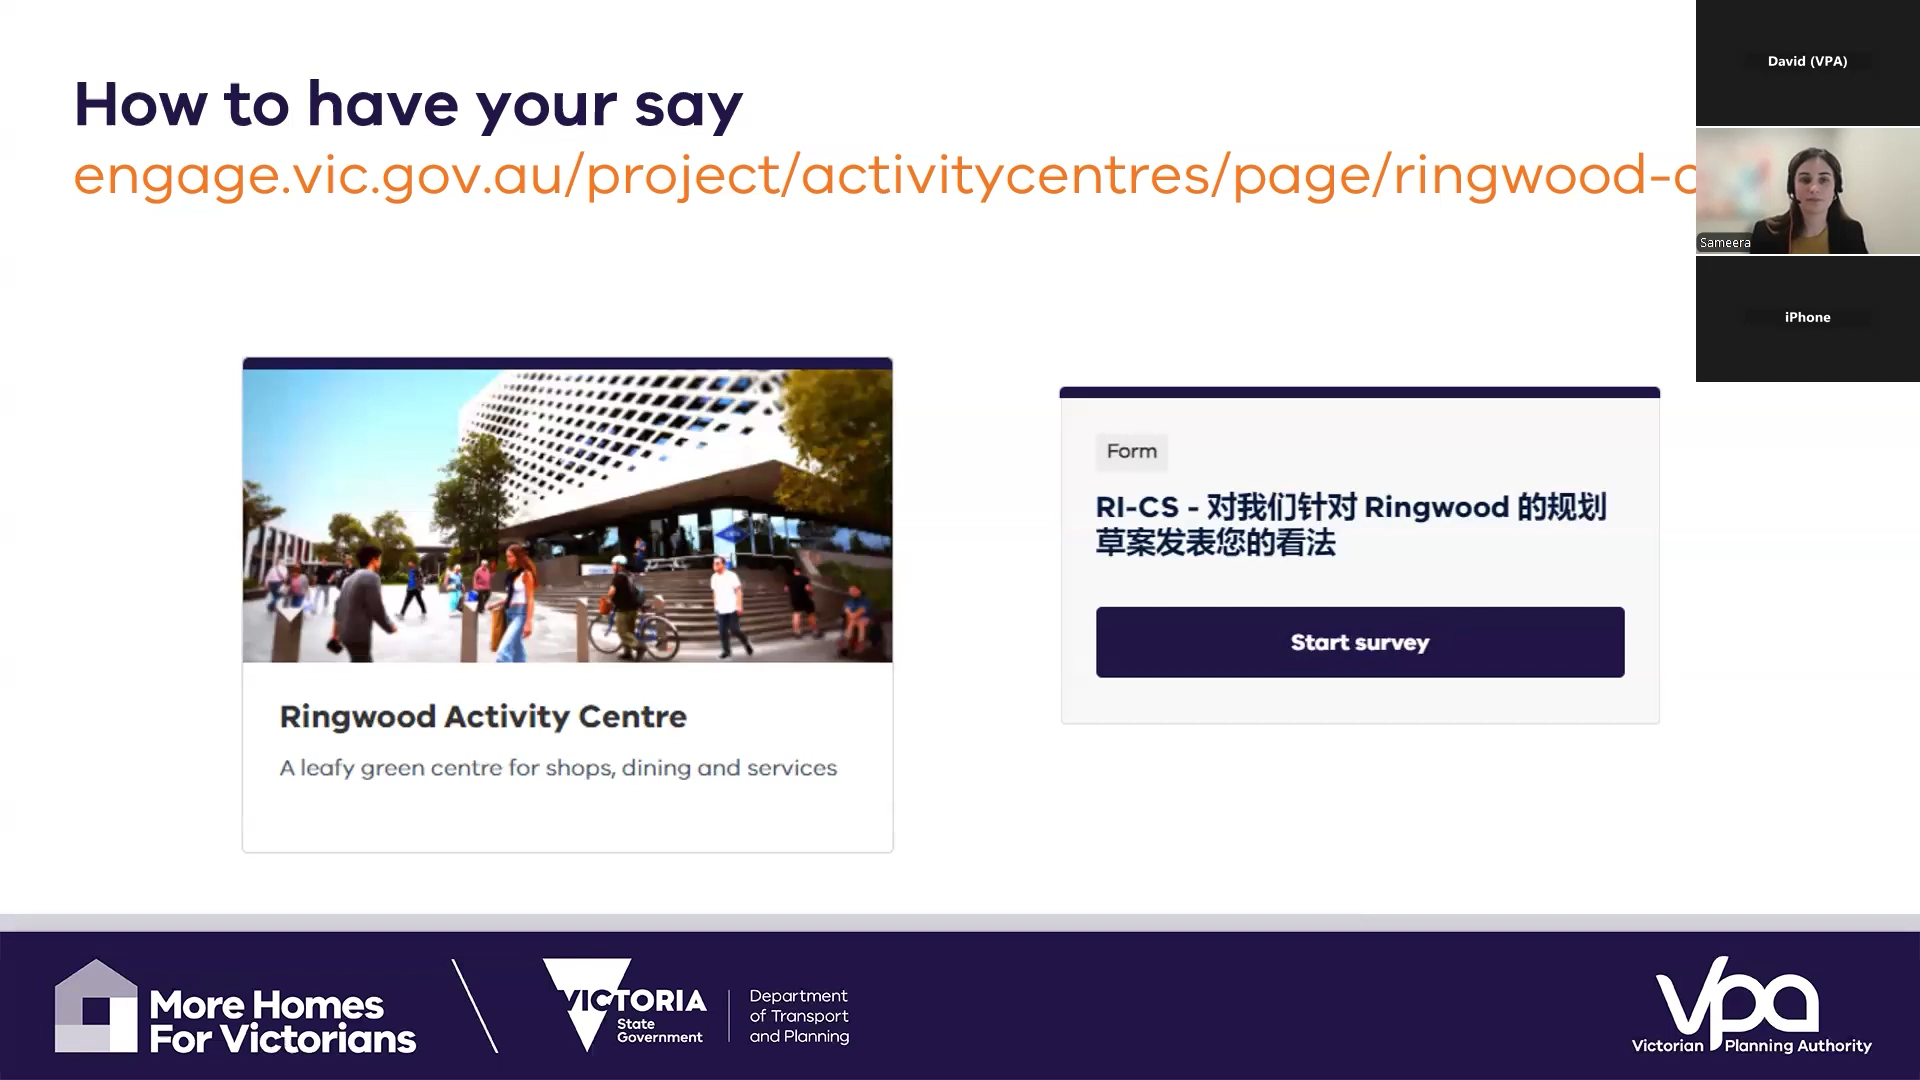 How to have your say
engage.vic.gov.au/project/activitycentres/page/ringwood-
David (VPA)
Sameera
iPhone
Form
RI-CS - 对我们针对 Ringwood 的规划
草案发表您的看法
Start survey
Ringwood Activity Centre
A leafy green centre for shops, dining and services
More Homes
For Victorians
VICTORIA
State
Government
Department
of Transport
and Planning
vpa
Victorian Planning Authority